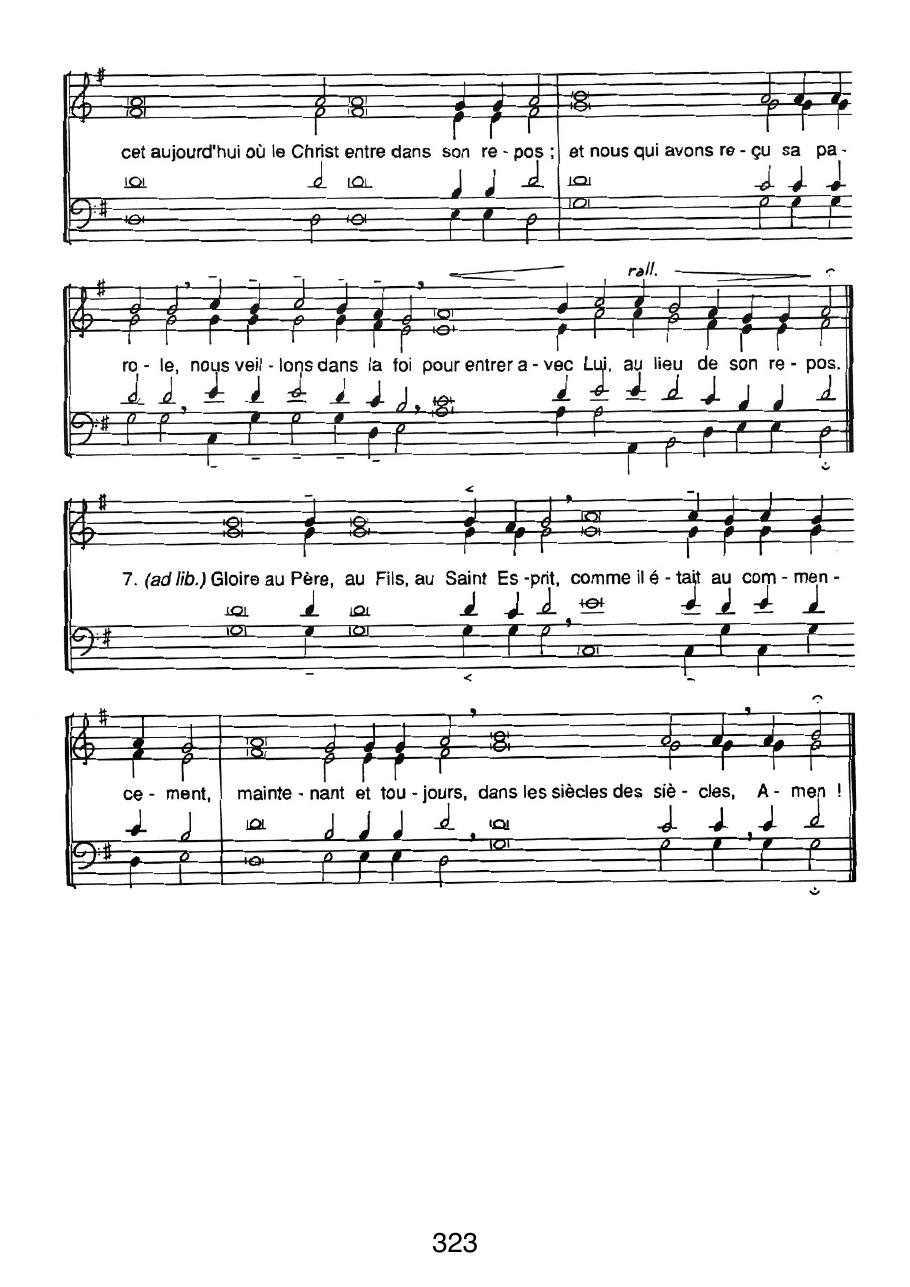 cet aujourd'hui où le Christ entre dans son re - pos ; et nous qui avons re - çu sa pa -
rall.
ro - le, nous veil - lons dans la foi pour entrer a - vec Lui, au lieu de son re - pos.
7. (ad lib.) Gloire au Père, au Fils, au Saint Es - prit, comme il é - tait au com - men -
ce - ment, mainte - nant et tou - jours, dans les siècles des siè - cles, A - men !
323